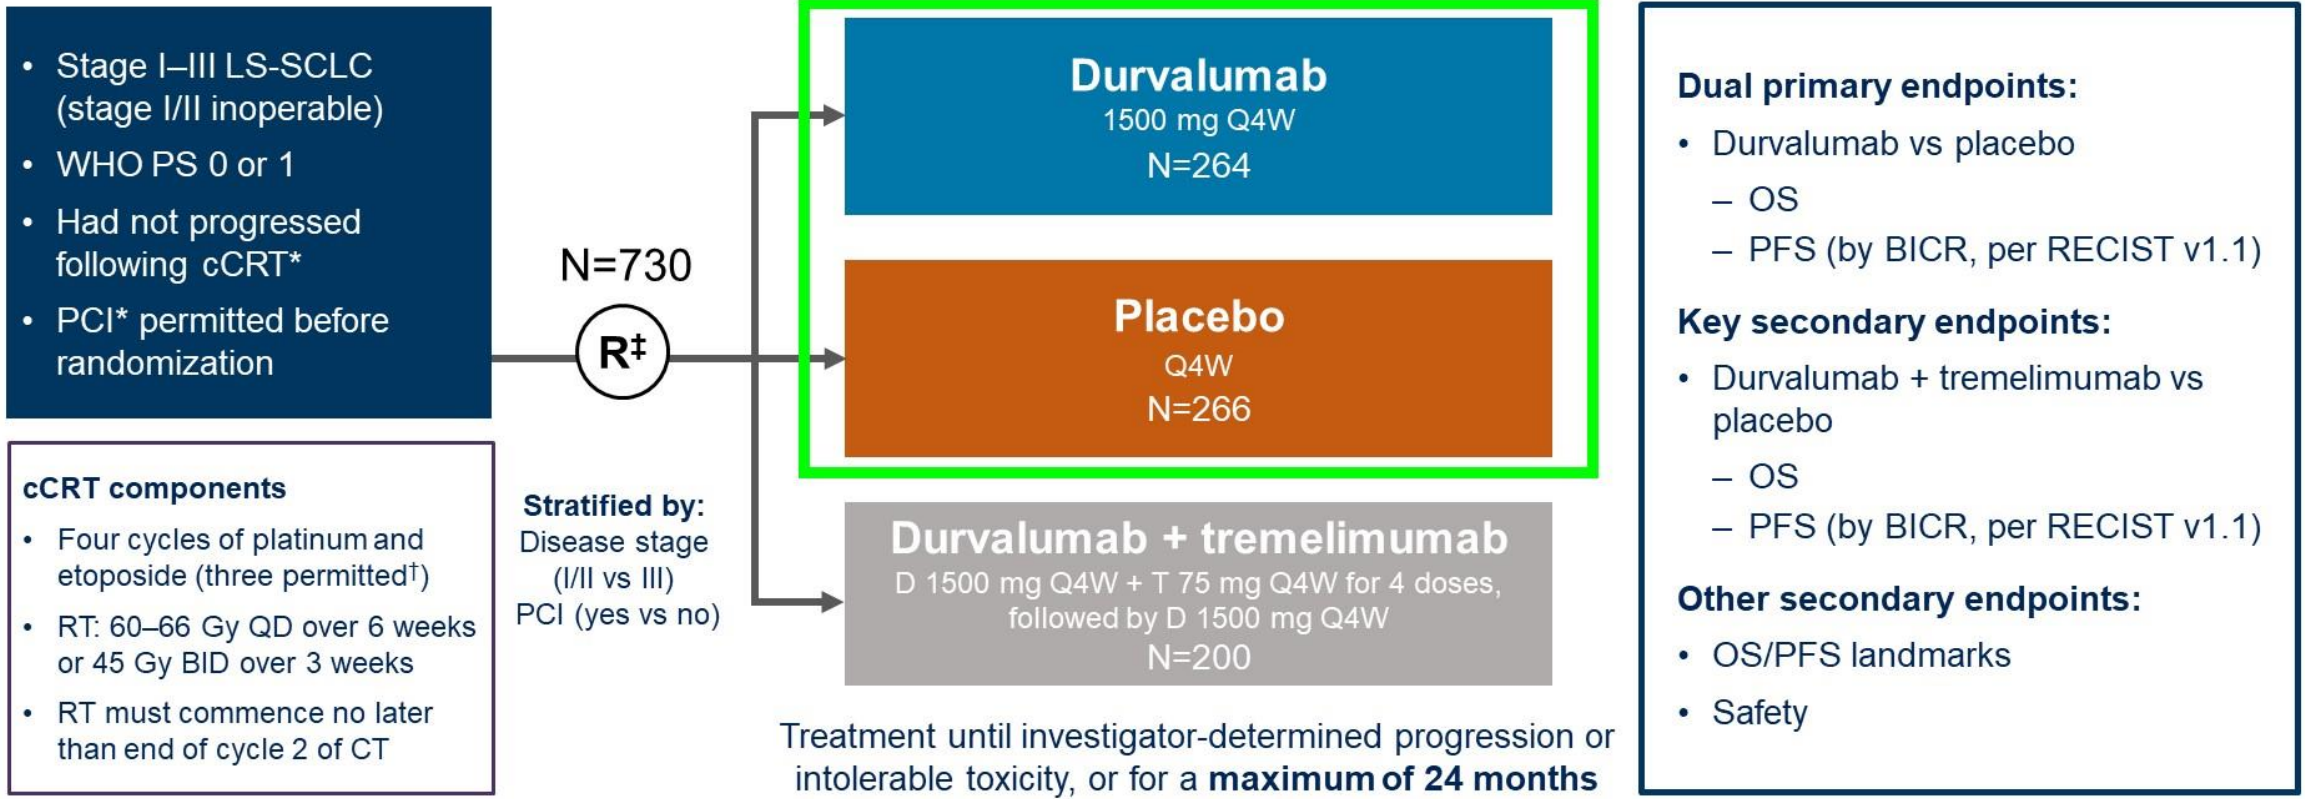 • Stage I–III LS-SCLC
(stage I/II inoperable)
• WHO PS 0 or 1
• Had not progressed
following cCRT*
• PCI* permitted before
randomization
cCRT components
• Four cycles of platinum and
etoposide (three permitted†)
• RT: 60–66 Gy QD over 6 weeks
or 45 Gy BID over 3 weeks
• RT must commence no later
than end of cycle 2 of CT
N=730
R‡
Stratified by:
Disease stage
(I/II vs III)
PCI (yes vs no)
Durvalumab
1500 mg Q4W
N=264
Placebo
Q4W
N=266
Durvalumab + tremelimumab
D 1500 mg Q4W + T 75 mg Q4W for 4 doses,
followed by D 1500 mg Q4W
N=200
Treatment until investigator-determined progression or
intolerable toxicity, or for a maximum of 24 months
Dual primary endpoints:
• Durvalumab vs placebo
– OS
– PFS (by BICR, per RECIST v1.1)
Key secondary endpoints:
• Durvalumab + tremelimumab vs
placebo
– OS
– PFS (by BICR, per RECIST v1.1)
Other secondary endpoints:
• OS/PFS landmarks
• Safety